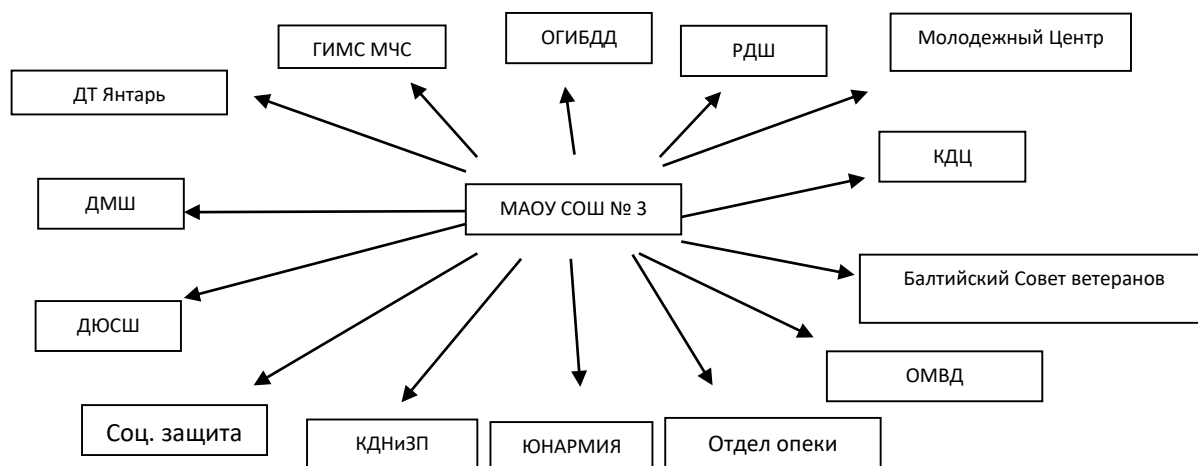 ОГИБДД
Молодежный Центр
ГИМС МЧС
РДШ
ДТ Янтарь
КДЦ
ДМШ
МАОУ СОШ № 3
Балтийский Совет ветеранов
ДЮСШ
ОМВД
Соц. защита
КДНиЗП
ЮНАРМИЯ
Отдел опеки